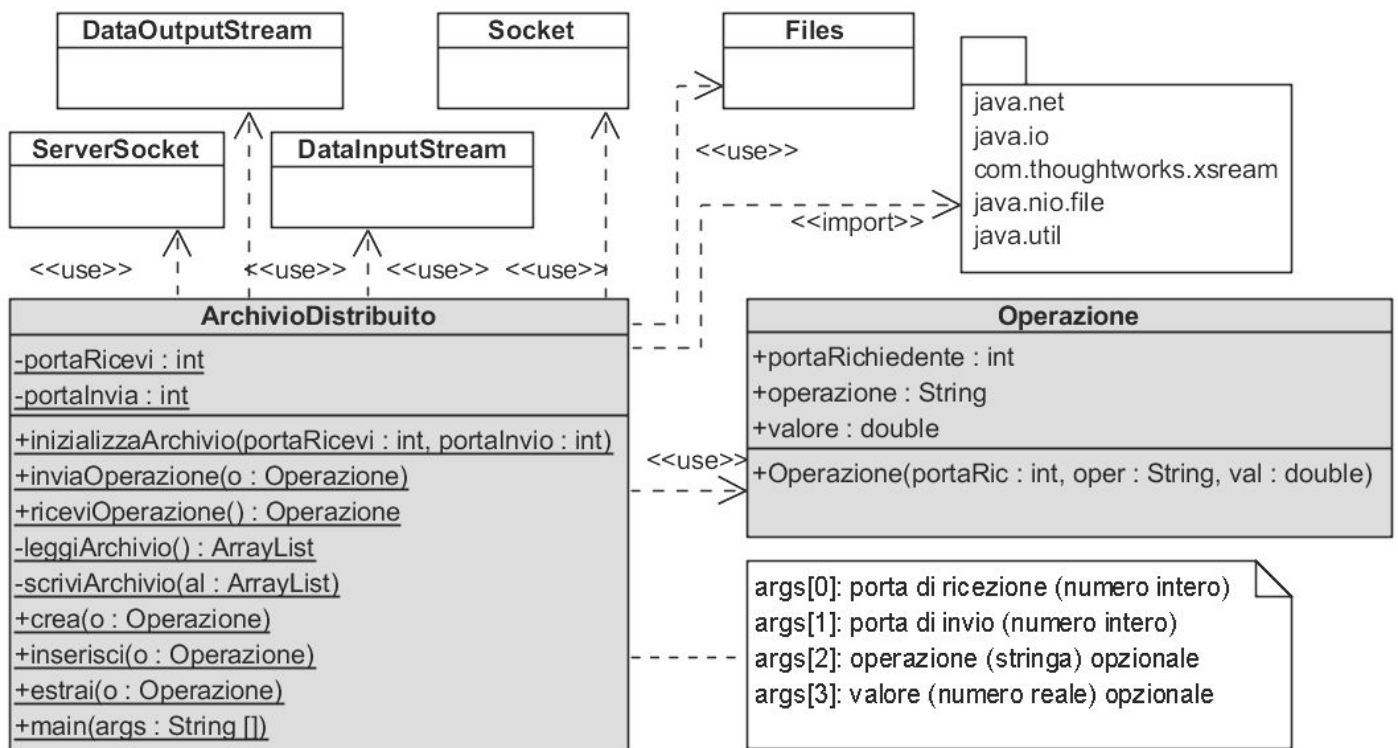 DataOutputStream
Socket
Files
java.net
java.io
com.thoughtworks.xsream
java.nio.file
java.util
ServerSocket
DataInputStream
<<use>>
<<import>>
<<use>>
<<use>>
<<use>>
<<use>>
ArchivioDistribuito
-portaRicevi : int
-portaInvia : int
+inizializzaArchivio(portaRicevi : int, portaInvio : int)
+inviaOperazione(o : Operazione)
+riceviOperazione() : Operazione
-leggiArchivio() : ArrayList
-scriviArchivio(al : ArrayList)
+crea(o : Operazione)
+inserisci(o : Operazione)
+estrai(o : Operazione)
+main(args : String [])
<<use>>
Operazione
+portaRichiedente : int
+operazione : String
+valore : double
+Operazione(portaRic : int, oper : String, val : double)
args[0]: porta di ricezione (numero intero)
args[1]: porta di invio (numero intero)
args[2]: operazione (stringa) opzionale
args[3]: valore (numero reale) opzionale